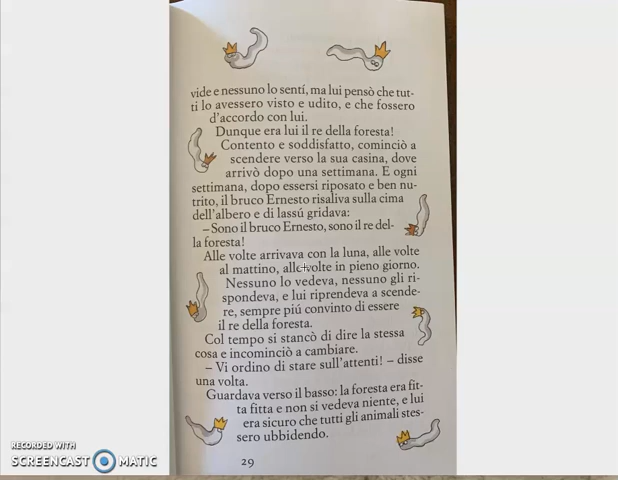 vide e nessuno lo sentí, ma lui pensò che tut-
ti lo avessero visto e udito, e che fossero
d'accordo con lui.
Dunque era lui il re della foresta!
Contento e soddisfatto, cominciò a
scendere verso la sua casina, dove
arrivò dopo una settimana. E ogni
settimana, dopo essersi riposato e ben nu-
trito, il bruco Ernesto risaliva sulla cima
dell'albero e di lassú gridava:
– Sono il bruco Ernesto, sono il re del-
la foresta!
Alle volte arrivava con la luna, alle volte
al mattino, alle volte in pieno giorno.
Nessuno lo vedeva, nessuno gli ri-
spondeva, e lui riprendeva a scende-
re, sempre piú convinto di essere
il re della foresta.
Col tempo si stancò di dire la stessa
cosa e incominciò a cambiare.
– Vi ordino di stare sull'attenti! – disse
una volta.
Guardava verso il basso: la foresta era fit-
ta fitta e non si vedeva niente, e lui
era sicuro che tutti gli animali stes-
sero ubbidendo.
29
RECORDED WITH
SCREENCAST MATIC